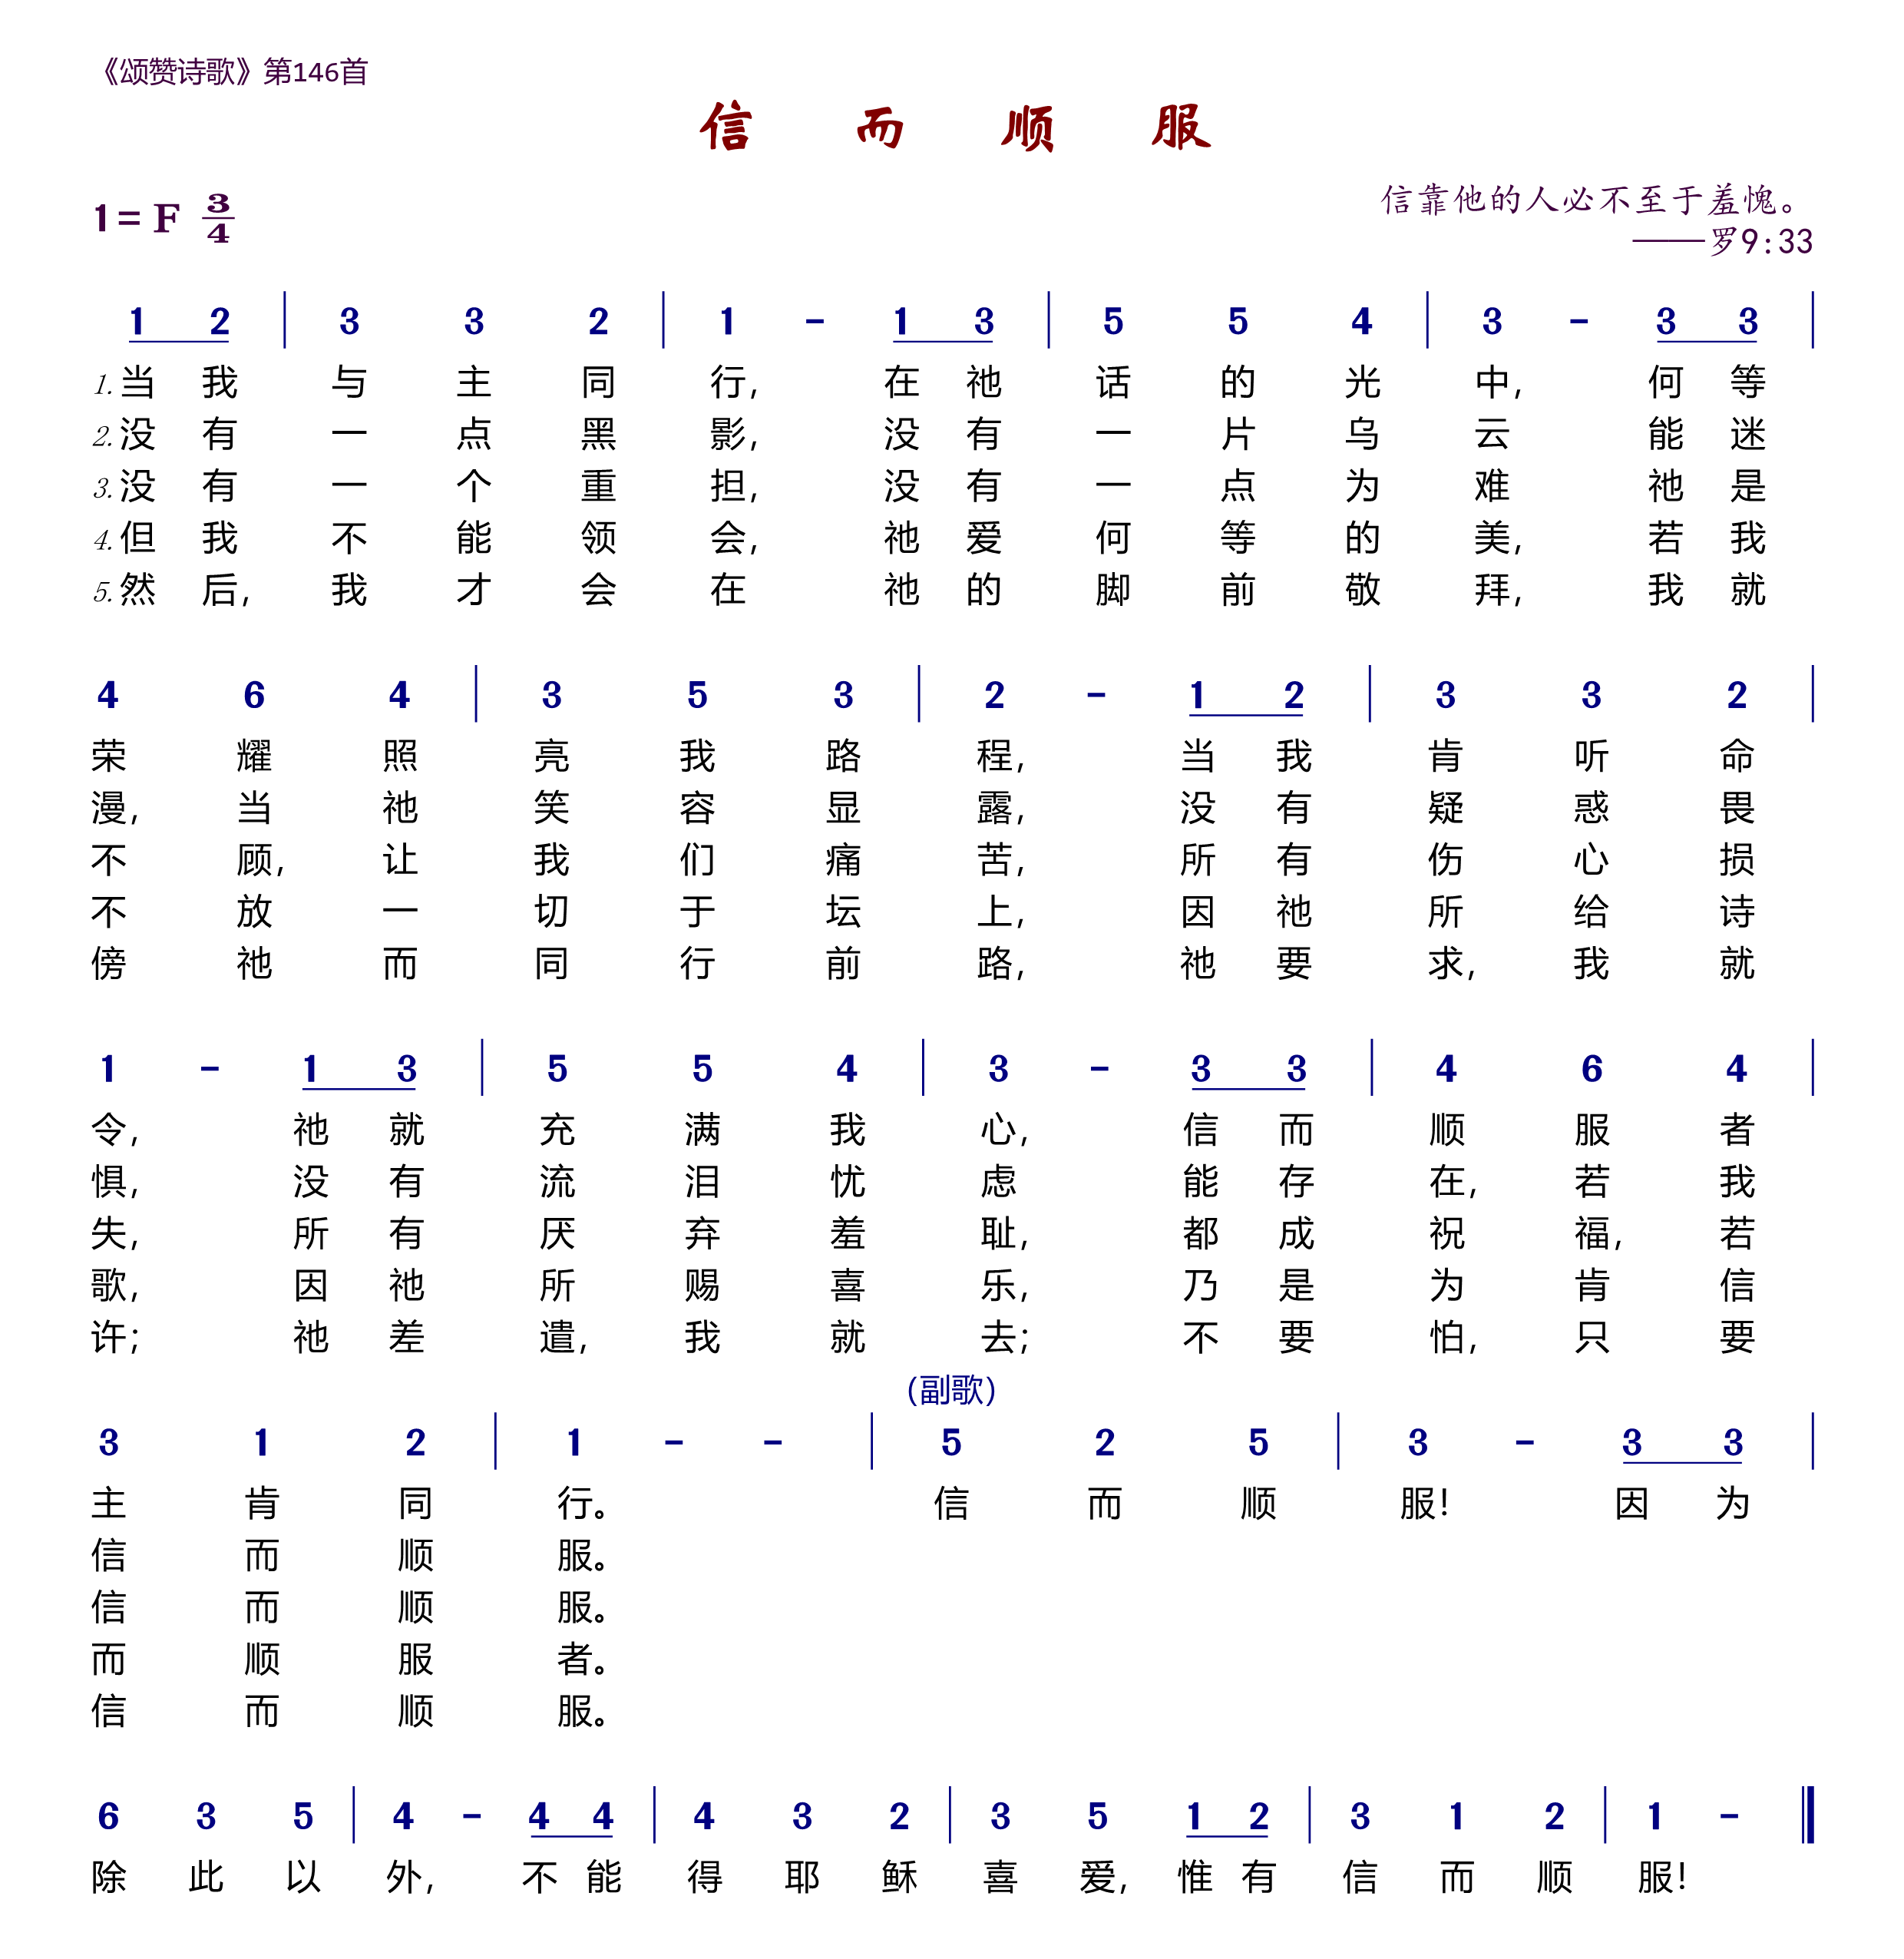 《颂赞诗歌》第146首
信 而 顺 服
1= F 3/4
信靠他的人必不至于羞愧。
——罗9:33
1 2 | 3 3 2 | 1 - 1 3 | 5 5 4 | 3 - 3 3 |
1.当 我 与 主 同 行, 在 祂 话 的 光 中, 何 等
2.没 有 一 点 黑 影, 没 有 一 片 乌 云 能 迷
3.没 有 一 个 重 担, 没 有 一 点 为 难 祂 是
4.但 我 不 能 领 会, 祂 爱 何 等 的 美, 若 我
5.然 后, 我 才 会 在 祂 的 脚 前 敬 拜, 我 就
4 6 4 | 3 5 3 | 2 - 1 2 | 3 3 2 |
荣 耀 照 亮 我 路 程, 当 我 肯 听 命
漫, 当 祂 笑 容 显 露, 没 有 疑 惑 畏
不 顾, 让 我 们 痛 苦, 所 有 伤 心 损
不 放 一 切 于 坛 上, 因 祂 所 给 诗
傍 祂 而 同 行 前 路, 祂 要 求, 我 就
1 - 1 3 | 5 5 4 | 3 - 3 3 | 4 6 4 |
令, 祂 就 充 满 我 心, 信 而 顺 服 者
惧, 没 有 流 泪 忧 虑 能 存 在, 若 我
失, 所 有 厌 弃 羞 耻, 都 成 祝 福, 若
歌, 因 祂 所 赐 喜 乐, 乃 是 为 肯 信
许; 祂 差 遣, 我 就 去; 不 要 怕, 只 要
(副歌)
3 1 2 | 1 - - | 5 2 5 | 3 - 3 3 |
主 肯 同 行。 信 而 顺 服! 因 为
信 而 顺 服。
信 而 顺 服。
而 顺 服 者。
信 而 顺 服。
6 3 5 | 4 - 4 4 | 4 3 2 | 3 5 1 2 | 3 1 2 | 1 - ‖
除 此 以 外, 不 能 得 耶 稣 喜 爱, 惟 有 信 而 顺 服!